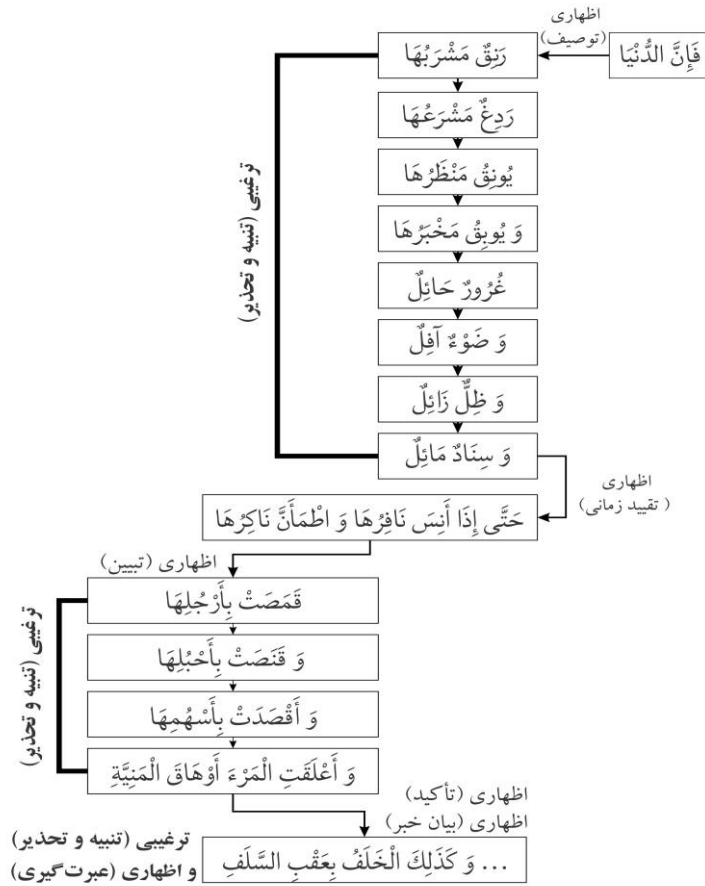 اظهاری
(توصیف)
فَإِنَّ الدُّنْيَا
رَنِقٌ مَشْرَبُهَا
رَدِغٌ مَشْرَعُهَا
يُونِقُ مَنْظَرُهَا
وَ يُوبِقُ مَخْبَرُهَا
غُرُورٌ حَائِلٌ
وَ ضَوْءٌ آفِلٌ
وَ ظِلٌّ زَائِلٌ
وَ سِنَادٌ مَائِلٌ
ترغیبی (تنبیه و تحذیر)
اظهاری
(تقیید زمانی)
حَتَّى إِذَا أَنِسَ نَافِرُهَا وَ اطْمَأَنَّ نَاكِرُهَا
اظهاری (تبیین)
قَمَصَتْ بِأَرْجُلِهَا
وَ قَنَصَتْ بِأَحْبُلِهَا
وَ أَقْصَدَتْ بِأَسْهُمِهَا
وَ أَعْلَقَتِ الْمَرْءَ أَوْهَاقَ الْمَنِيَّةِ
ترغیبی (تنبیه و تحذیر)
اظهاری (تأکید)
اظهاری (بیان خبر)
... وَ كَذَلِكَ الْخَلَفُ بِعَقْبِ السَّلَفِ
ترغیبی (تنبیه و تحذیر)
و اظهاری (عبرت‌گیری)